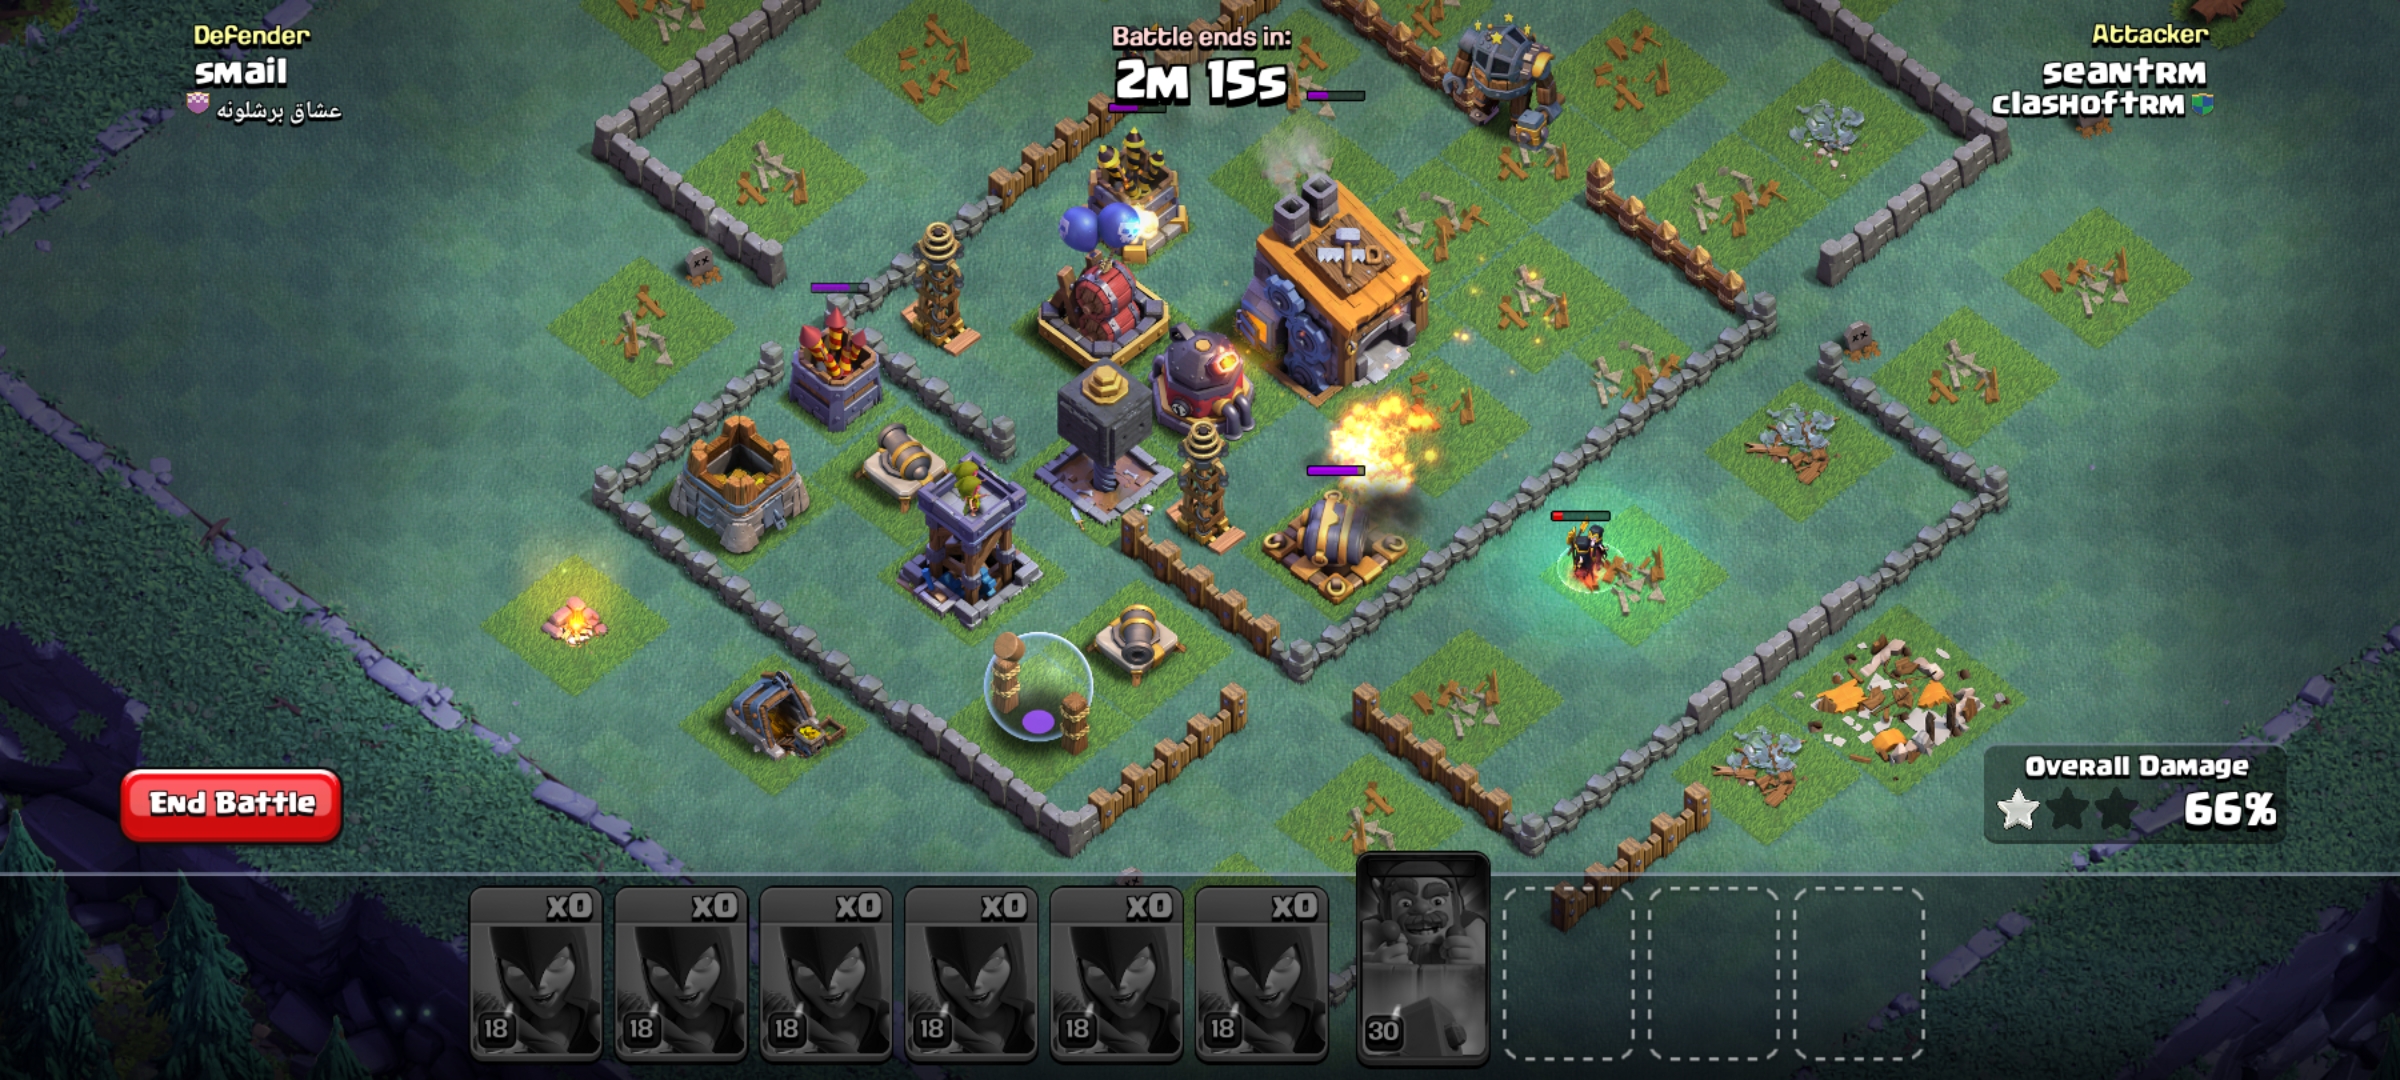 Defender
smail
عشاق برشلونه
Battle ends in:
2M 15s
Attacker
seantRM
clashoftRM
End Battle
Overall Damage
66%
x0
x0
x0
x0
x0
x0
18
18
18
18
18
18
30